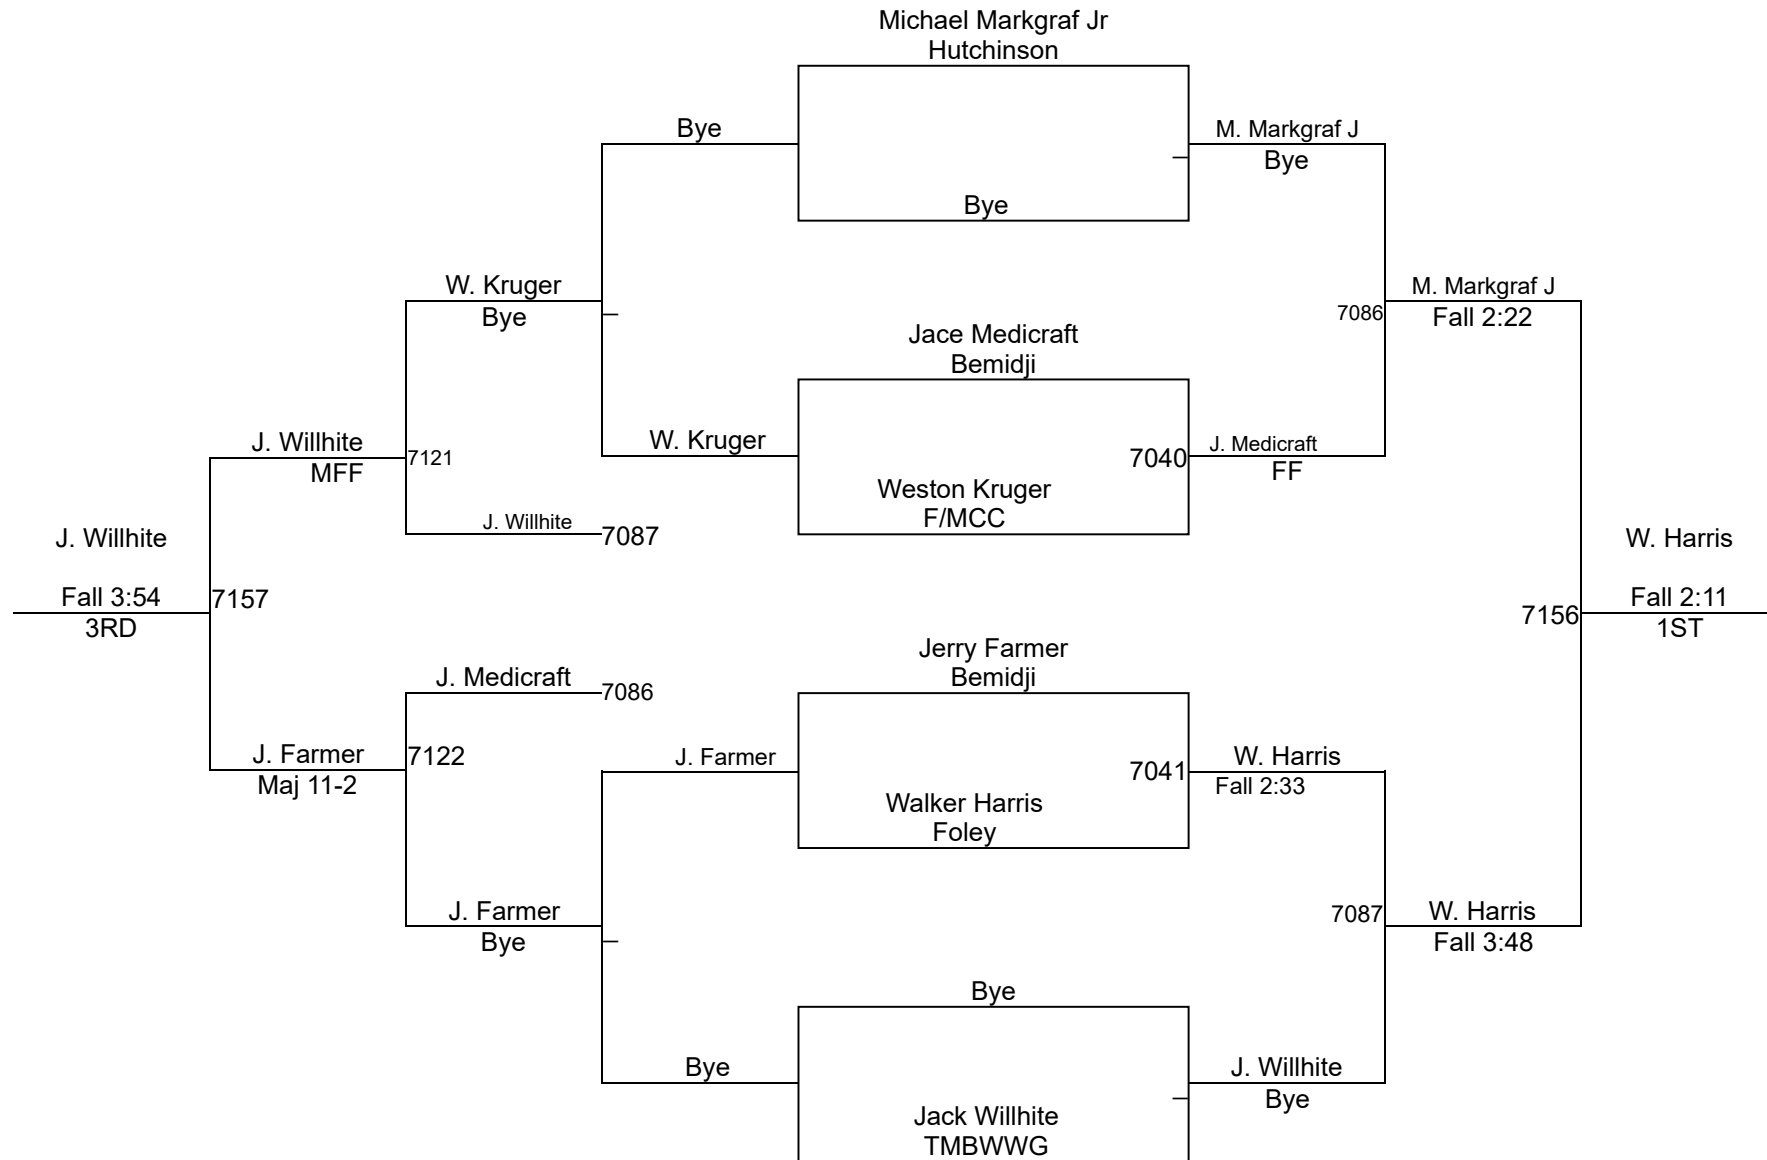 Michael Markgraf Jr
Hutchinson
Bye
M. Markgraf J
Bye
Bye
W. Kruger
Bye
M. Markgraf J
Fall 2:22
7086
Jace Medicraft
Bemidji
W. Kruger
7040
J. Medicraft
FF
Weston Kruger
F/MCC
J. Willhite
MFF
7121
J. Willhite
7087
J. Willhite
Fall 3:54
3RD
7157
W. Harris
Fall 2:11
1ST
7156
Jerry Farmer
Bemidji
J. Medicraft
7086
J. Farmer
Maj 11-2
7122
J. Farmer
7041
W. Harris
Fall 2:33
Walker Harris
Foley
J. Farmer
Bye
7087
W. Harris
Fall 3:48
Bye
Bye
J. Willhite
Bye
Jack Willhite
TMBWWG